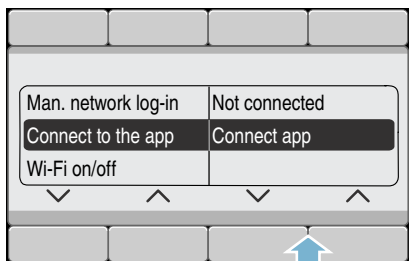 Man. network log-in Not connected
Connect to the app Connect app
Wi-Fi on/off